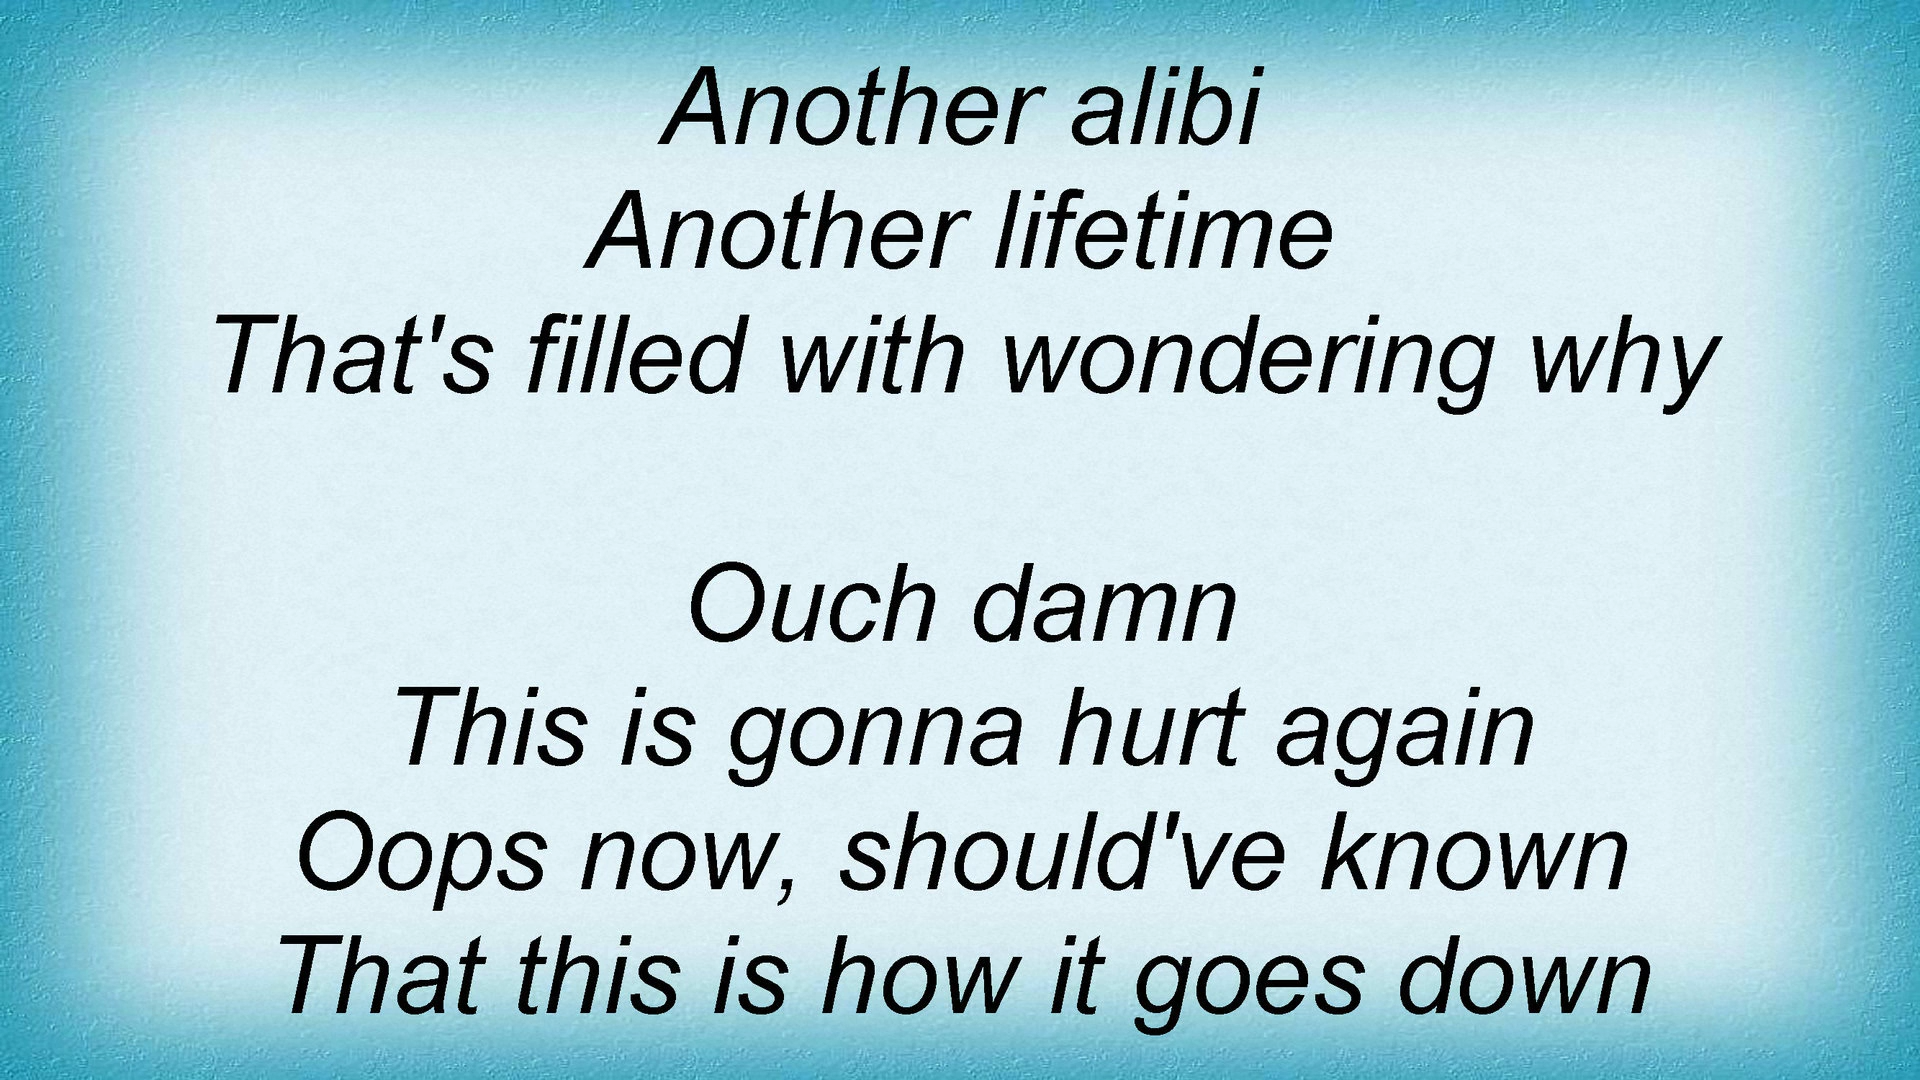 Another alibi
Another lifetime
That's filled with wondering why
Ouch damn
This is gonna hurt again
Oops now, should've known
That this is how it goes down